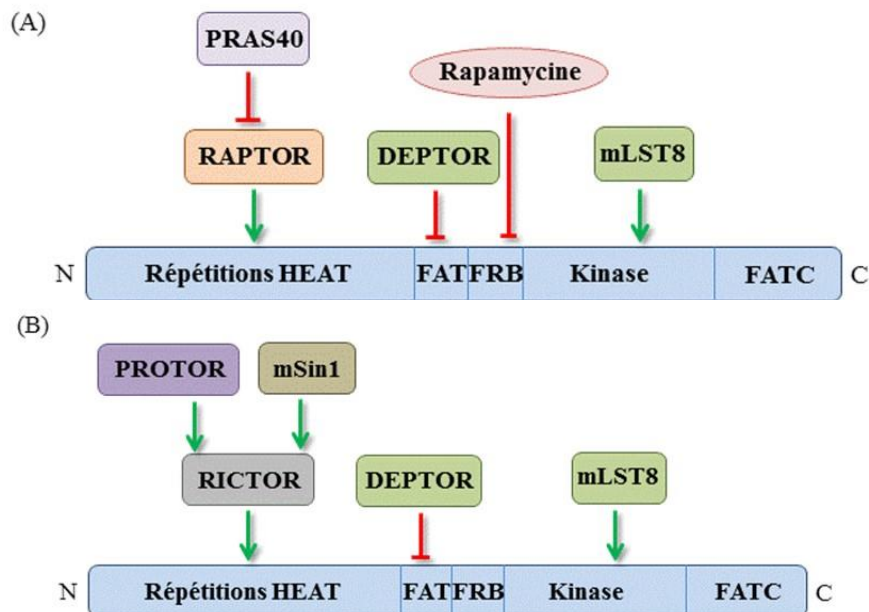 (A)
PRAS40
Rapamycine
RAPTOR
DEPTOR
mLST8
N
Répétitions HEAT
FAT
FRB
Kinase
FATC
C
(B)
PROTOR
mSin1
RICTOR
DEPTOR
mLST8
N
Répétitions HEAT
FAT
FRB
Kinase
FATC
C